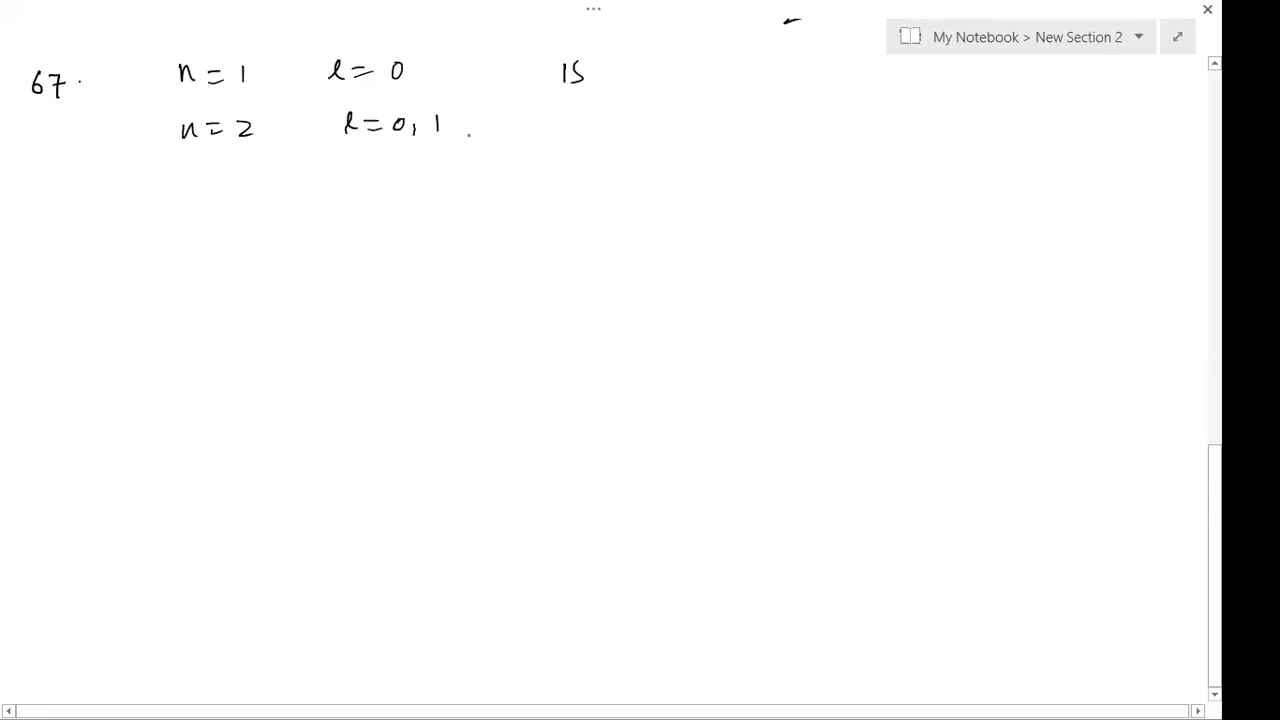 My Notebook > New Section 2
67. n = 1 l = 0 1S
n = 2 l = 0, 1